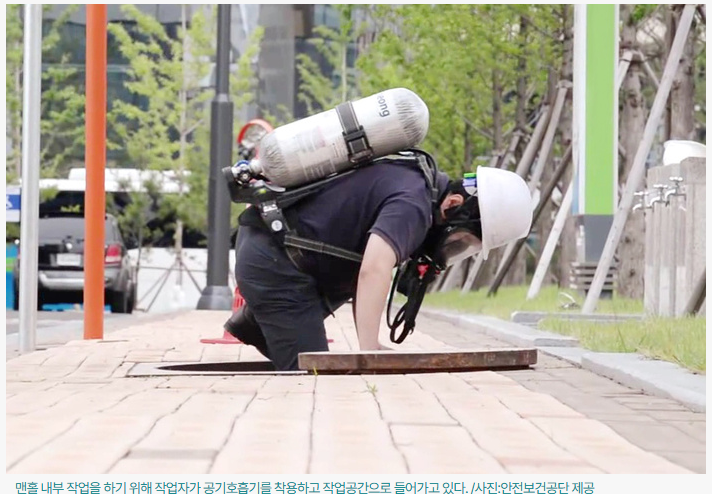 맨홀 내부 작업을 하기 위해 작업자가 공기호흡기를 착용하고 작업공간으로 들어가고 있다. /사진:안전보건공단 제공